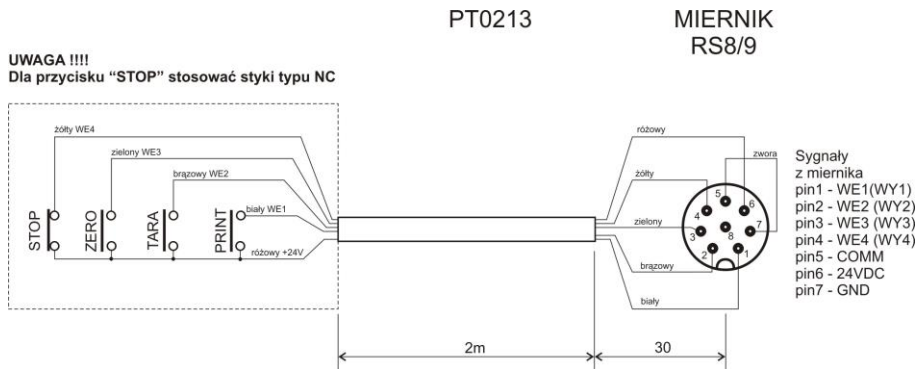 PT0213
MIERNIK
RS8/9
UWAGA !!!!
Dla przycisku “STOP” stosować styki typu NC
żółty WE4
zielony WE3
brązowy WE2
biały WE1
różowy +24V
STOP
ZERO
TARA
PRINT
różowy
żółty
zielony
brązowy
biały
zwora
5
4
6
3
8
7
2
1
Sygnały
z miernika
pin1 - WE1(WY1)
pin2 - WE2 (WY2)
pin3 - WE3 (WY3)
pin4 - WE4 (WY4)
pin5 - COMM
pin6 - 24VDC
pin7 - GND
2m
30